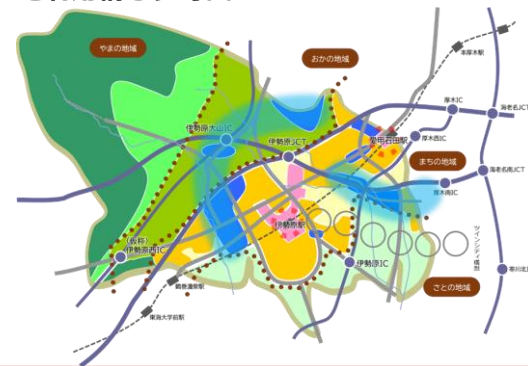 やまの地域
おかの地域
本厚木駅
厚木IC
海老名JCT
伊勢原大山IC
伊勢原JCT
愛甲石田駅
厚木西IC
まちの地域
海老名南JCT
厚木南IC
伊勢原駅
ツインシティ構想
(仮称)
伊勢原西IC
伊勢原IC
寒川北IC
鶴巻温泉駅
さとの地域
東海大学前駅